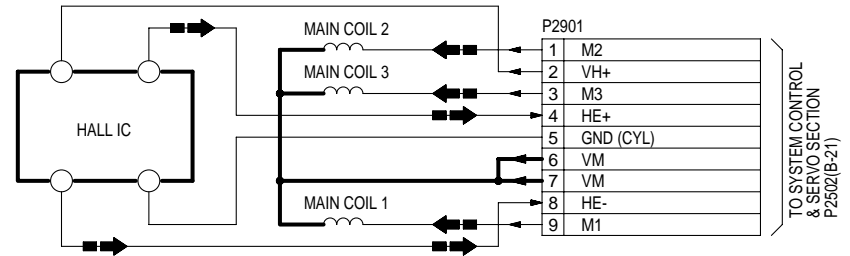 MAIN COIL 2
P2901
1 M2
MAIN COIL 3
2 VH+
3 M3
4 HE+
HALL IC
5 GND (CYL)
6 VM
7 VM
MAIN COIL 1
8 HE-
9 M1
TO SYSTEM CONTROL
& SERVO SECTION
P2502(B-21)